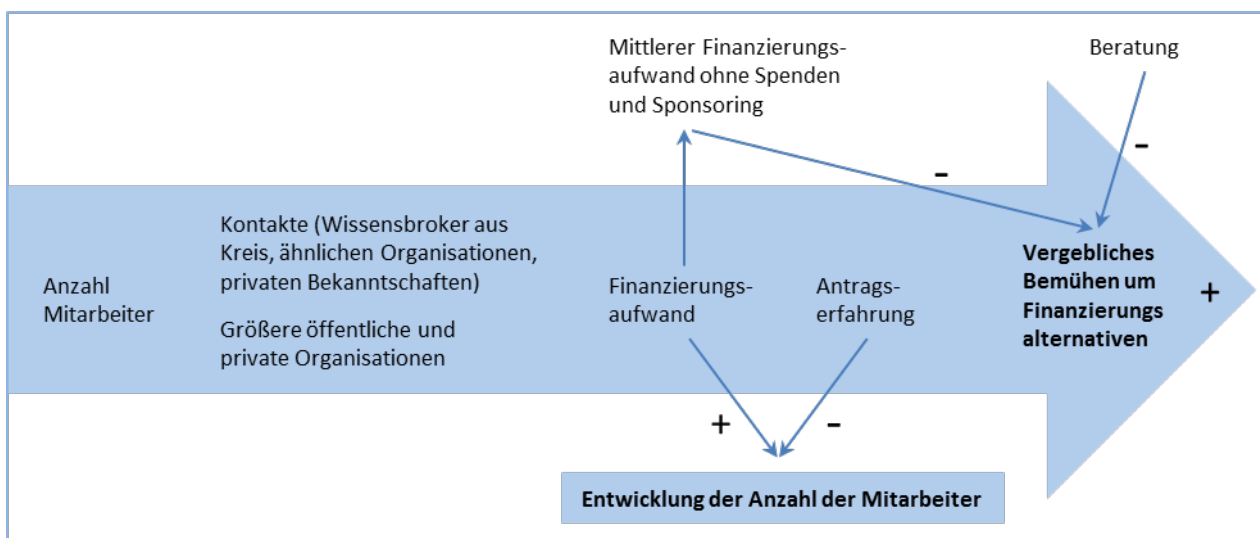 Mittlerer Finanzierungs-
aufwand ohne Spenden
und Sponsoring
Beratung
-
-
Anzahl
Mitarbeiter
Kontakte (Wissensbroker aus
Kreis, ähnlichen Organisationen,
privaten Bekanntschaften)
Größere öffentliche und
private Organisationen
Finanzierungs-
aufwand
Antrags-
erfahrung
Vergebliches
Bemühen um
Finanzierungs
alternativen
+
+
-
Entwicklung der Anzahl der Mitarbeiter